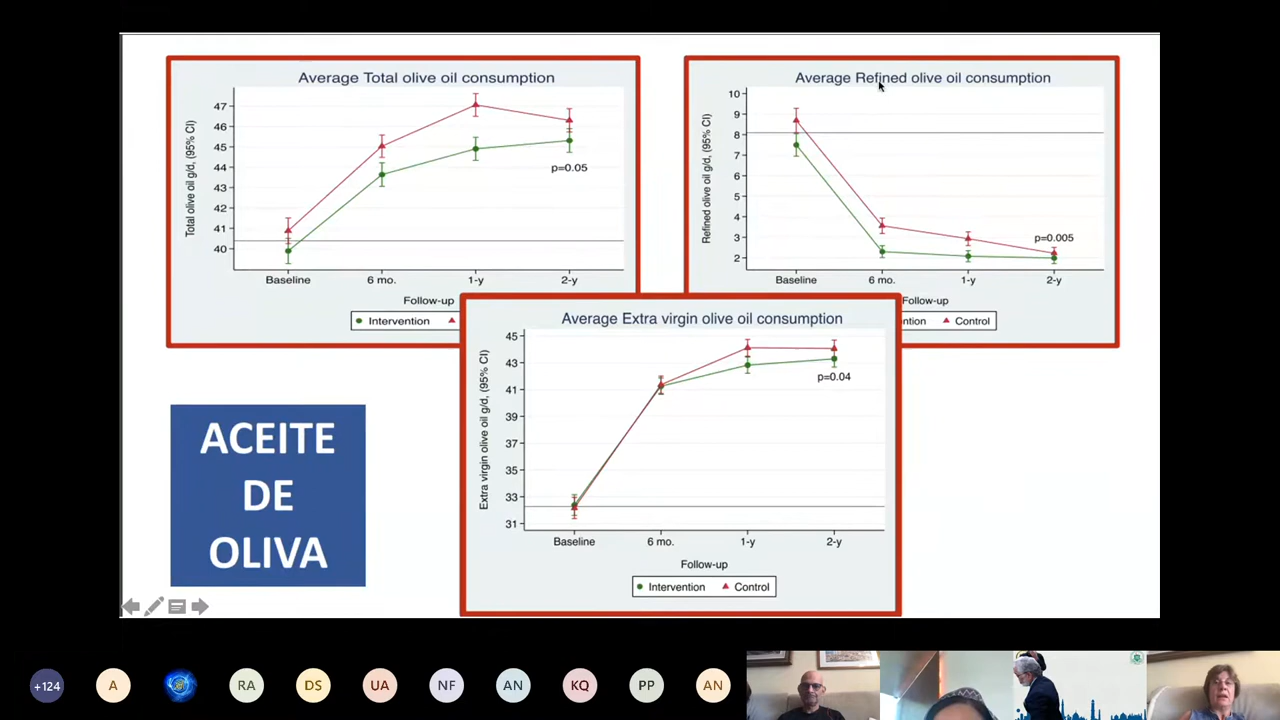 Average Total olive oil consumption
Total olive oil g/d, (95% CI)
47
46
45
44
43
42
41
40
p=0.05
Baseline 6 mo. 1-y 2-y
Follow-up
Intervention
Average Refined olive oil consumption
Refined olive oil g/d, (95% CI)
10
9
8
7
6
5
4
3
2
p=0.005
Baseline 6 mo. 1-y 2-y
Follow-up
ention Control
Average Extra virgin olive oil consumption
Extra virgin olive oil g/d, (95% CI)
45
43
41
39
37
35
33
31
p=0.04
Baseline 6 mo. 1-y 2-y
Follow-up
Intervention Control
ACEITE
DE
OLIVA
+124 A RA DS UA NF AN KQ PP AN